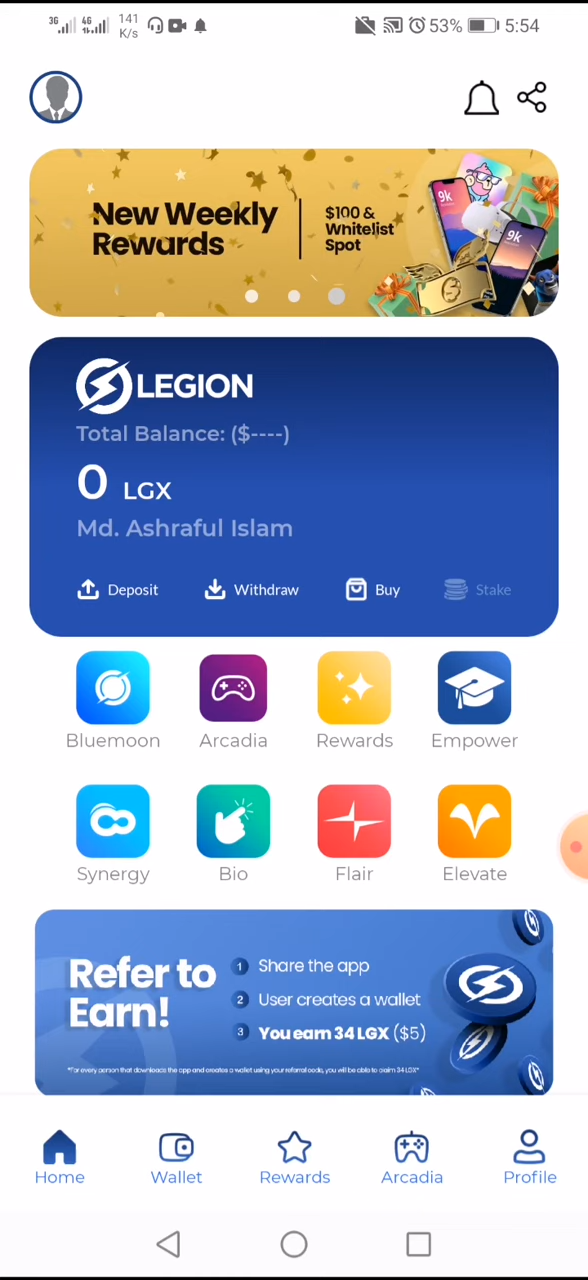 3G 4G 141 K/s 53% 5:54
New Weekly
Rewards
$100 &
Whitelist
Spot
9k
9k
LEGION
Total Balance: ($----)
0 LGX
Md. Ashraful Islam
Deposit Withdraw Buy Stake
Bluemoon Arcadia Rewards Empower
Synergy Bio Flair Elevate
Refer to
Earn!
1 Share the app
2 User creates a wallet
3 You earn 34 LGX ($5)
*For every person that downloads the app and creates a wallet using your referral code, you will be able to claim 34 LGX*
Home Wallet Rewards Arcadia Profile